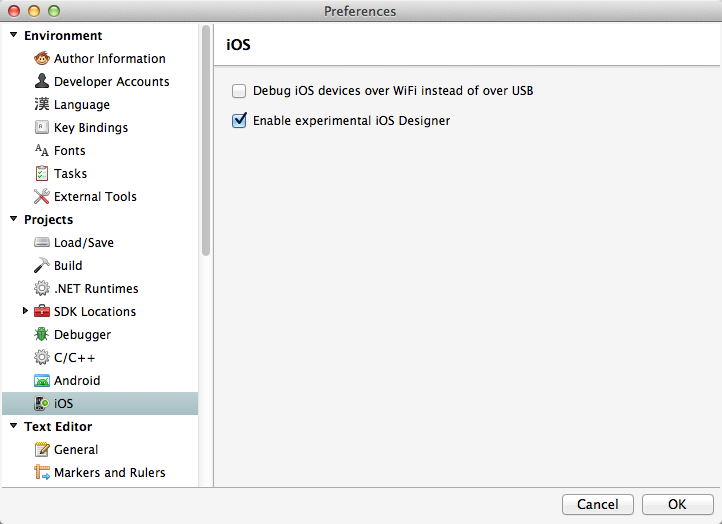 Preferences
Environment
Author Information
Developer Accounts
漢 Language
Key Bindings
AA Fonts
Tasks
External Tools
Projects
Load/Save
Build
.NET Runtimes
SDK Locations
Debugger
C/C++
Android
iOS
Text Editor
General
Markers and Rulers
iOS
Debug iOS devices over WiFi instead of over USB
Enable experimental iOS Designer
Cancel
OK